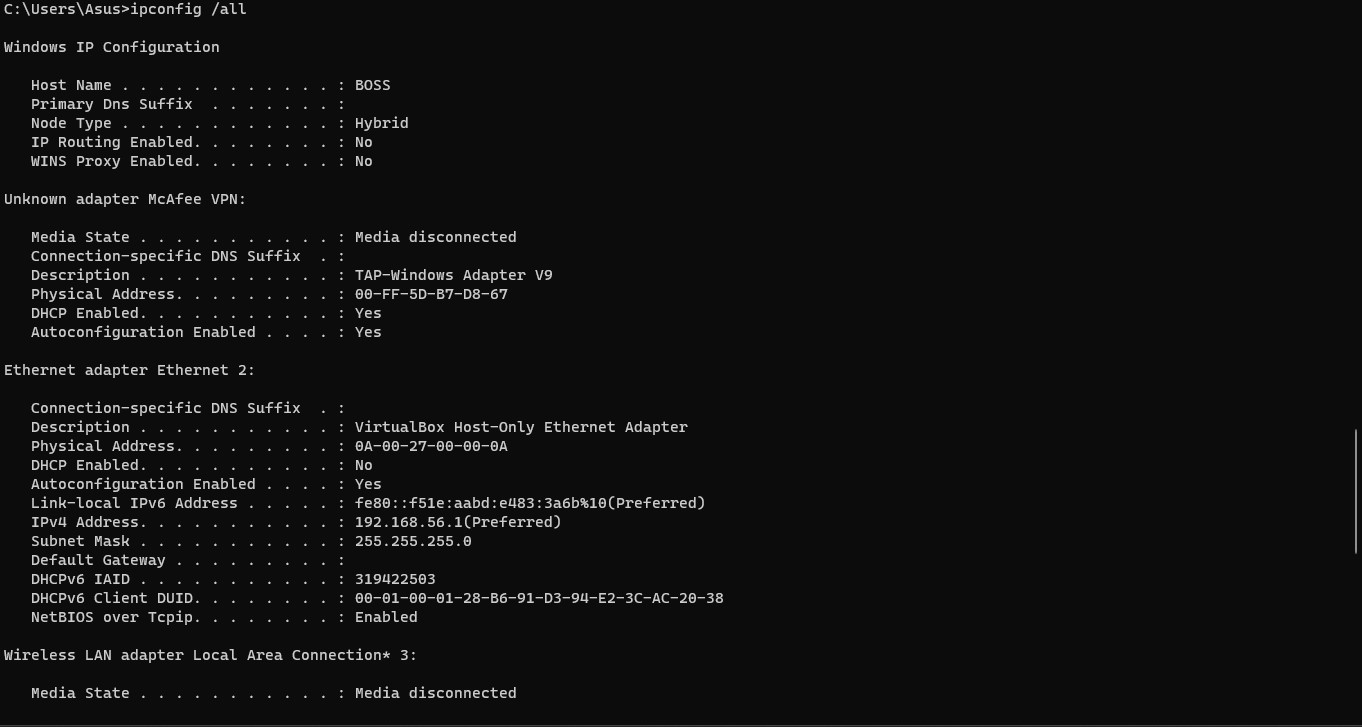 C:\Users\Asus>ipconfig /all
Windows IP Configuration
Host Name . . . . . . . . . . . . : BOSS
Primary Dns Suffix  . . . . . . . :
Node Type . . . . . . . . . . . . : Hybrid
IP Routing Enabled. . . . . . . . : No
WINS Proxy Enabled. . . . . . . . : No
Unknown adapter McAfee VPN:
Media State . . . . . . . . . . . : Media disconnected
Connection-specific DNS Suffix  . :
Description . . . . . . . . . . . : TAP-Windows Adapter V9
Physical Address. . . . . . . . . : 00-FF-5D-B7-D8-67
DHCP Enabled. . . . . . . . . . . : Yes
Autoconfiguration Enabled . . . . : Yes
Ethernet adapter Ethernet 2:
Connection-specific DNS Suffix  . :
Description . . . . . . . . . . . : VirtualBox Host-Only Ethernet Adapter
Physical Address. . . . . . . . . : 0A-00-27-00-00-0A
DHCP Enabled. . . . . . . . . . . : No
Autoconfiguration Enabled . . . . : Yes
Link-local IPv6 Address . . . . . : fe80::f51e:aabd:e483:3a6b%10(Preferred)
IPv4 Address. . . . . . . . . . . : 192.168.56.1(Preferred)
Subnet Mask . . . . . . . . . . . : 255.255.255.0
Default Gateway . . . . . . . . . :
DHCPv6 IAID . . . . . . . . . . . : 319422503
DHCPv6 Client DUID. . . . . . . . : 00-01-00-01-28-B6-91-D3-94-E2-3C-AC-20-38
NetBIOS over Tcpip. . . . . . . . : Enabled
Wireless LAN adapter Local Area Connection* 3:
Media State . . . . . . . . . . . : Media disconnected